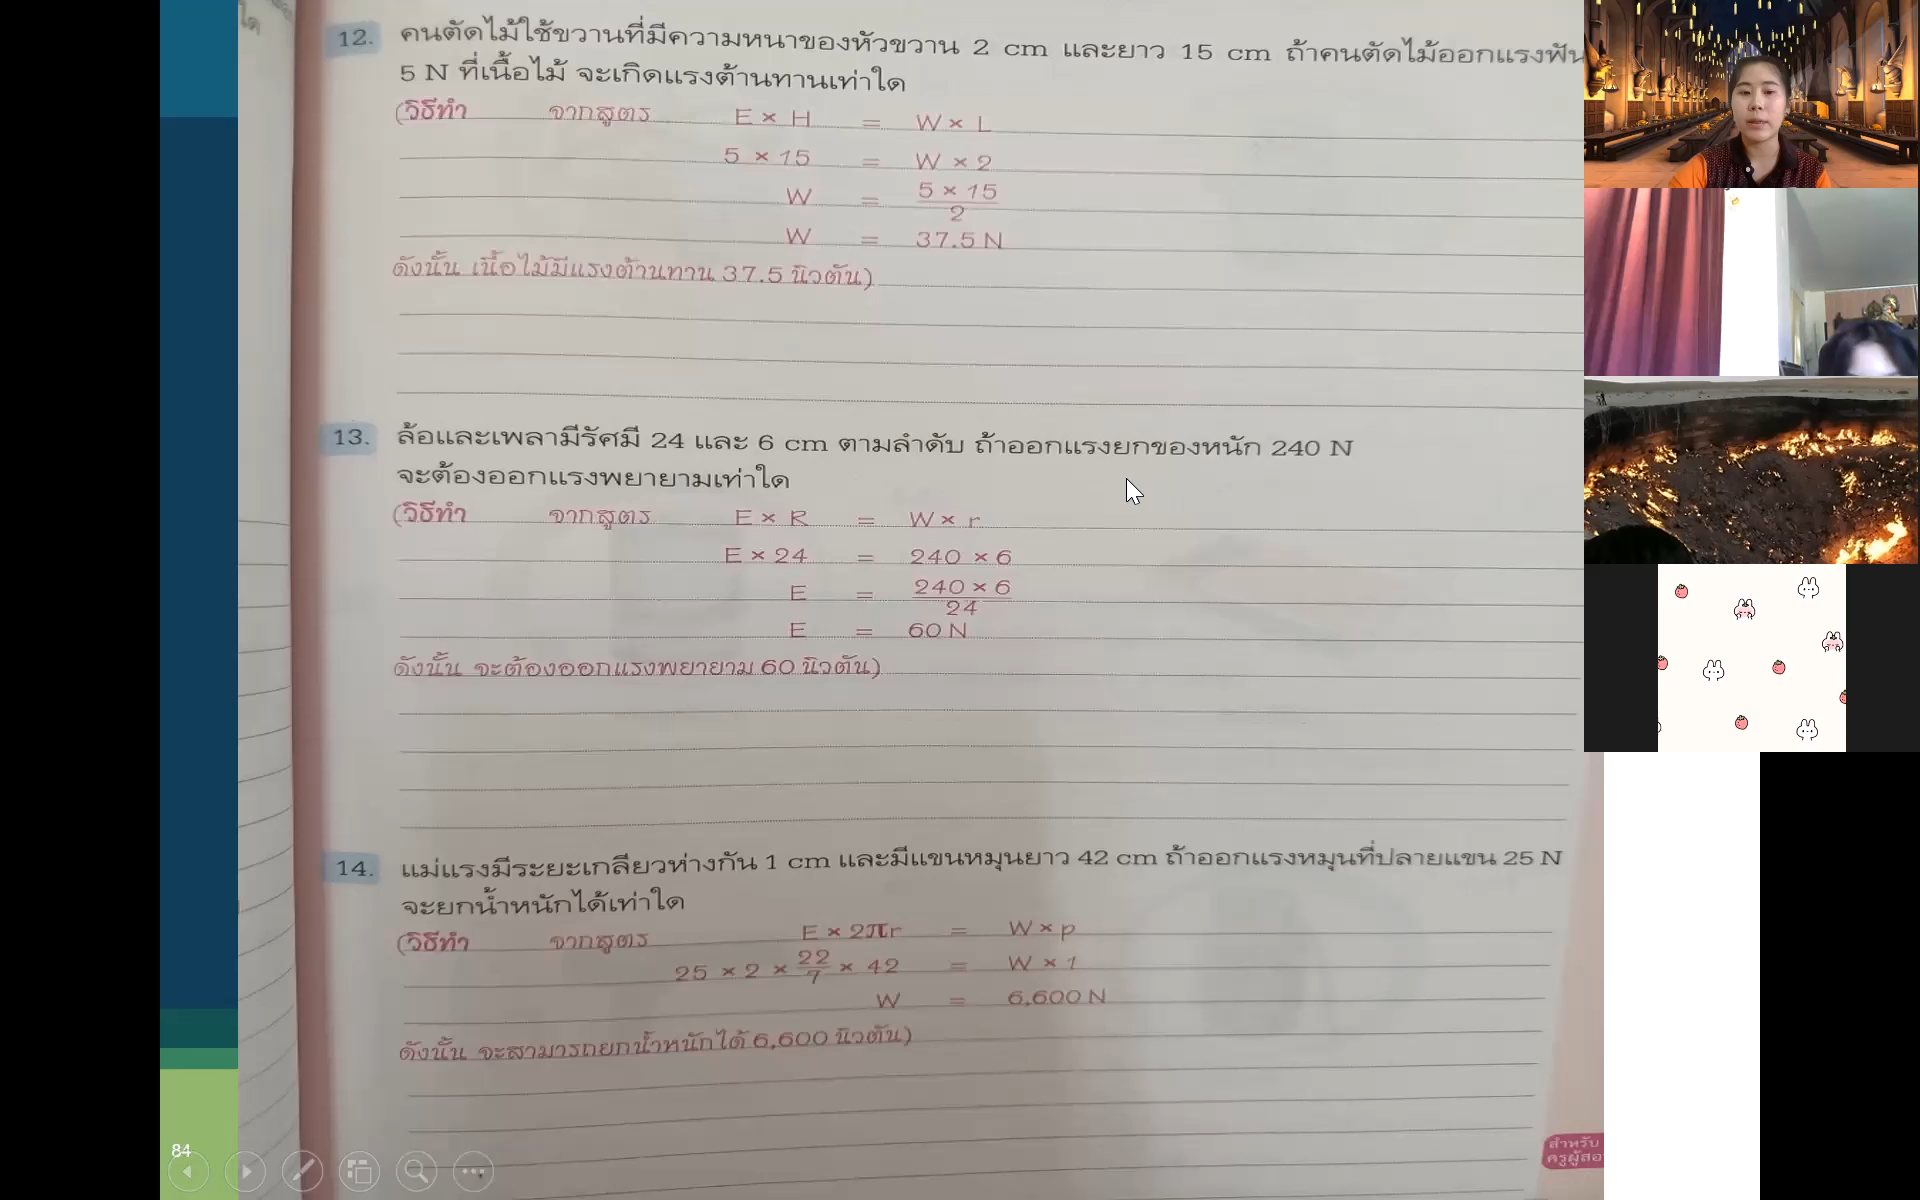 12. คนตัดไม้ใช้ขวานที่มีความหนาของหัวขวาน 2 cm และยาว 15 cm ถ้าคนตัดไม้ออกแรงฟัน
5 N ที่เนื้อไม้ จะเกิดแรงต้านทานเท่าใด
(วิธีทำ จากสูตร E × H = W × L
5 × 15 = W × 2
W = 5 × 15
2
W = 37.5 N
ดังนั้น เนื้อไม้มีแรงต้านทาน 37.5 นิวตัน)
13. ล้อและเพลามีรัศมี 24 และ 6 cm ตามลำดับ ถ้าออกแรงยกของหนัก 240 N
จะต้องออกแรงพยายามเท่าใด
(วิธีทำ จากสูตร E × R = W × r
E × 24 = 240 × 6
E = 240 × 6
24
E = 60 N
ดังนั้น จะต้องออกแรงพยายาม 60 นิวตัน)
14. แม่แรงมีระยะเกลียวห่างกัน 1 cm และมีแขนหมุนยาว 42 cm ถ้าออกแรงหมุนที่ปลายแขน 25 N
จะยกน้ำหนักได้เท่าใด
(วิธีทำ จากสูตร E × 2πr = W × p
25 × 2 × 22/7 × 42 = W × 1
W = 6,600 N
ดังนั้น จะสามารถยกน้ำหนักได้ 6,600 นิวตัน)
สำหรับ
ครูผู้สอ
84